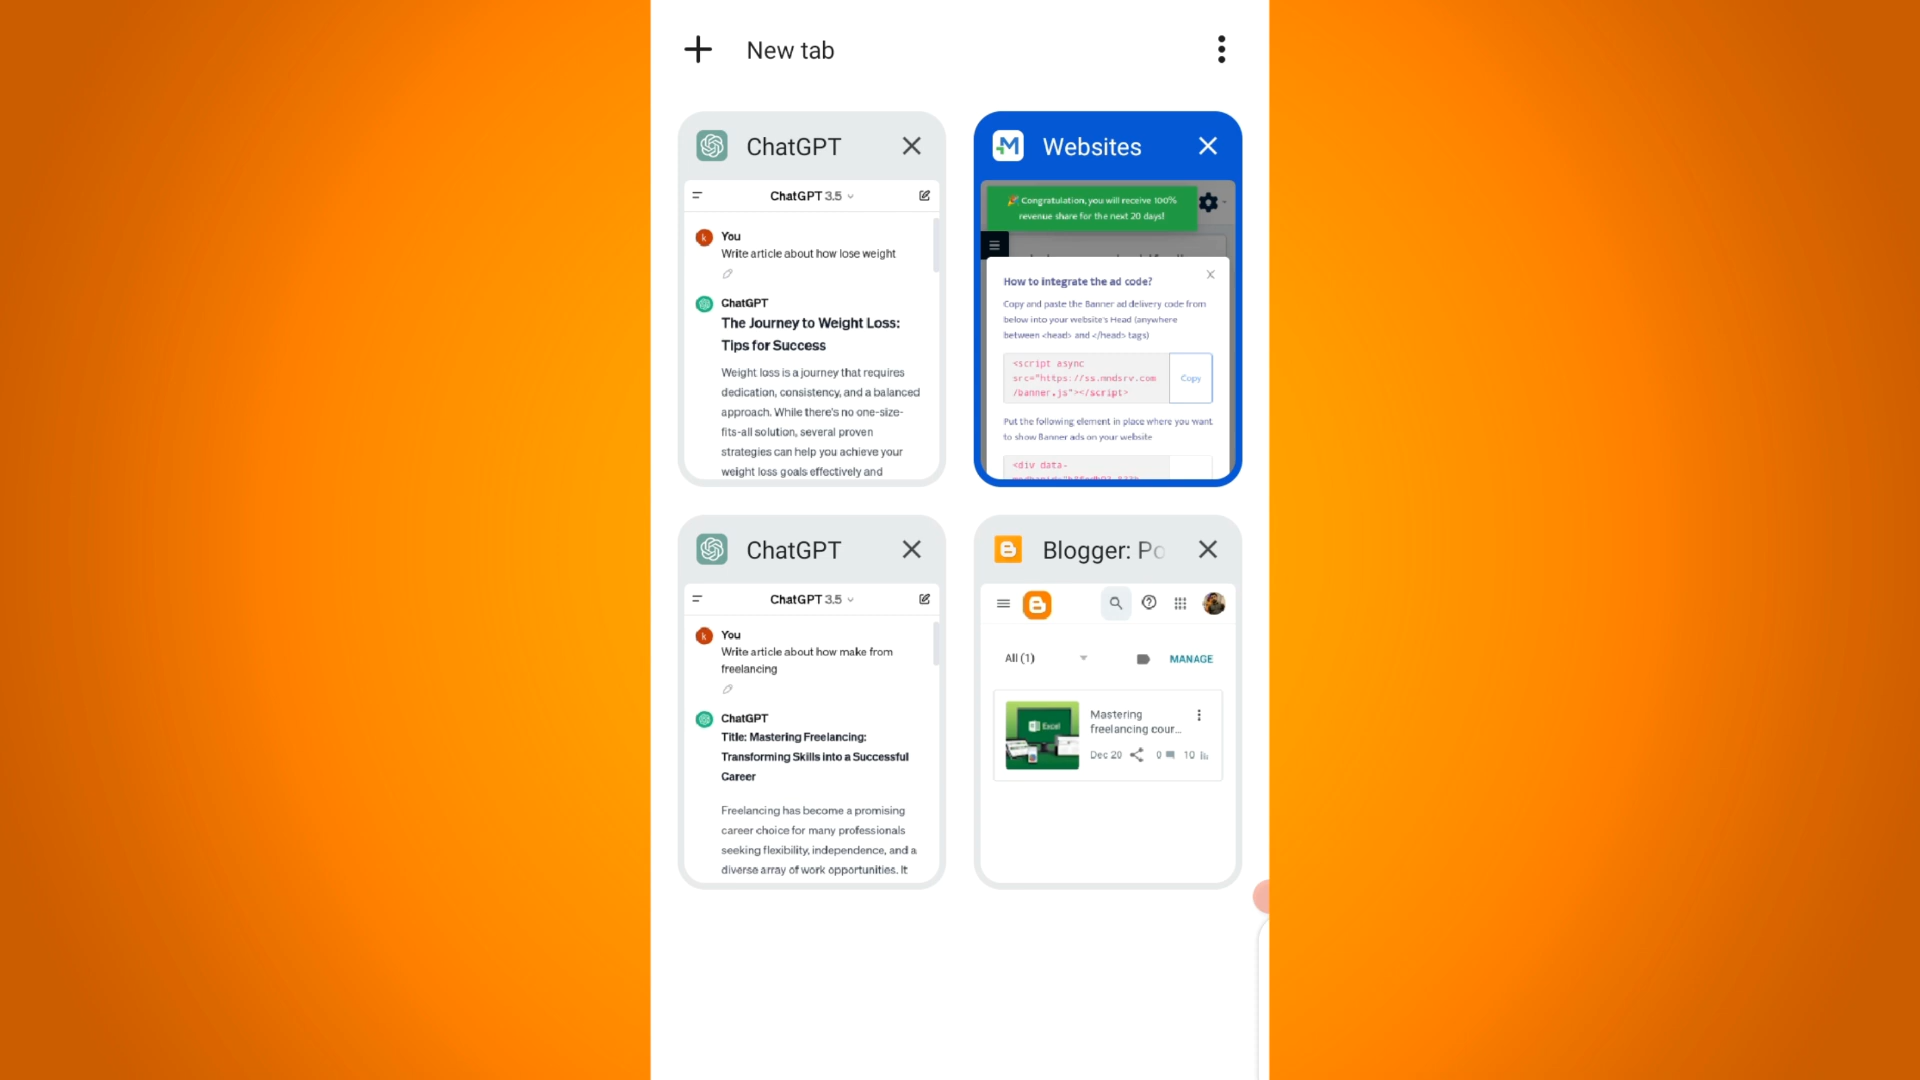 New tab
ChatGPT
ChatGPT 3.5
You
Write article about how lose weight
ChatGPT
The Journey to Weight Loss:
Tips for Success
Weight loss is a journey that requires
dedication, consistency, and a balanced
approach. While there's no one-size-
fits-all solution, several proven
strategies can help you achieve your
weight loss goals effectively and
Websites
🎉 Congratulation, you will receive 100%
revenue share for the next 20 days!
How to integrate the ad code?
Copy and paste the Banner ad delivery code from
below into your website's Head (anywhere
between <head> and </head> tags)
<script async
src="https://ss.mndsrv.com
/banner.js"></script>
Copy
Put the following element in place where you want
to show Banner ads on your website
<div data-
ChatGPT
ChatGPT 3.5
You
Write article about how make from
freelancing
ChatGPT
Title: Mastering Freelancing:
Transforming Skills into a Successful
Career
Freelancing has become a promising
career choice for many professionals
seeking flexibility, independence, and a
diverse array of work opportunities. It
Blogger: Po
All (1)
MANAGE
Excel
Mastering
freelancing cour...
Dec 20
0
10